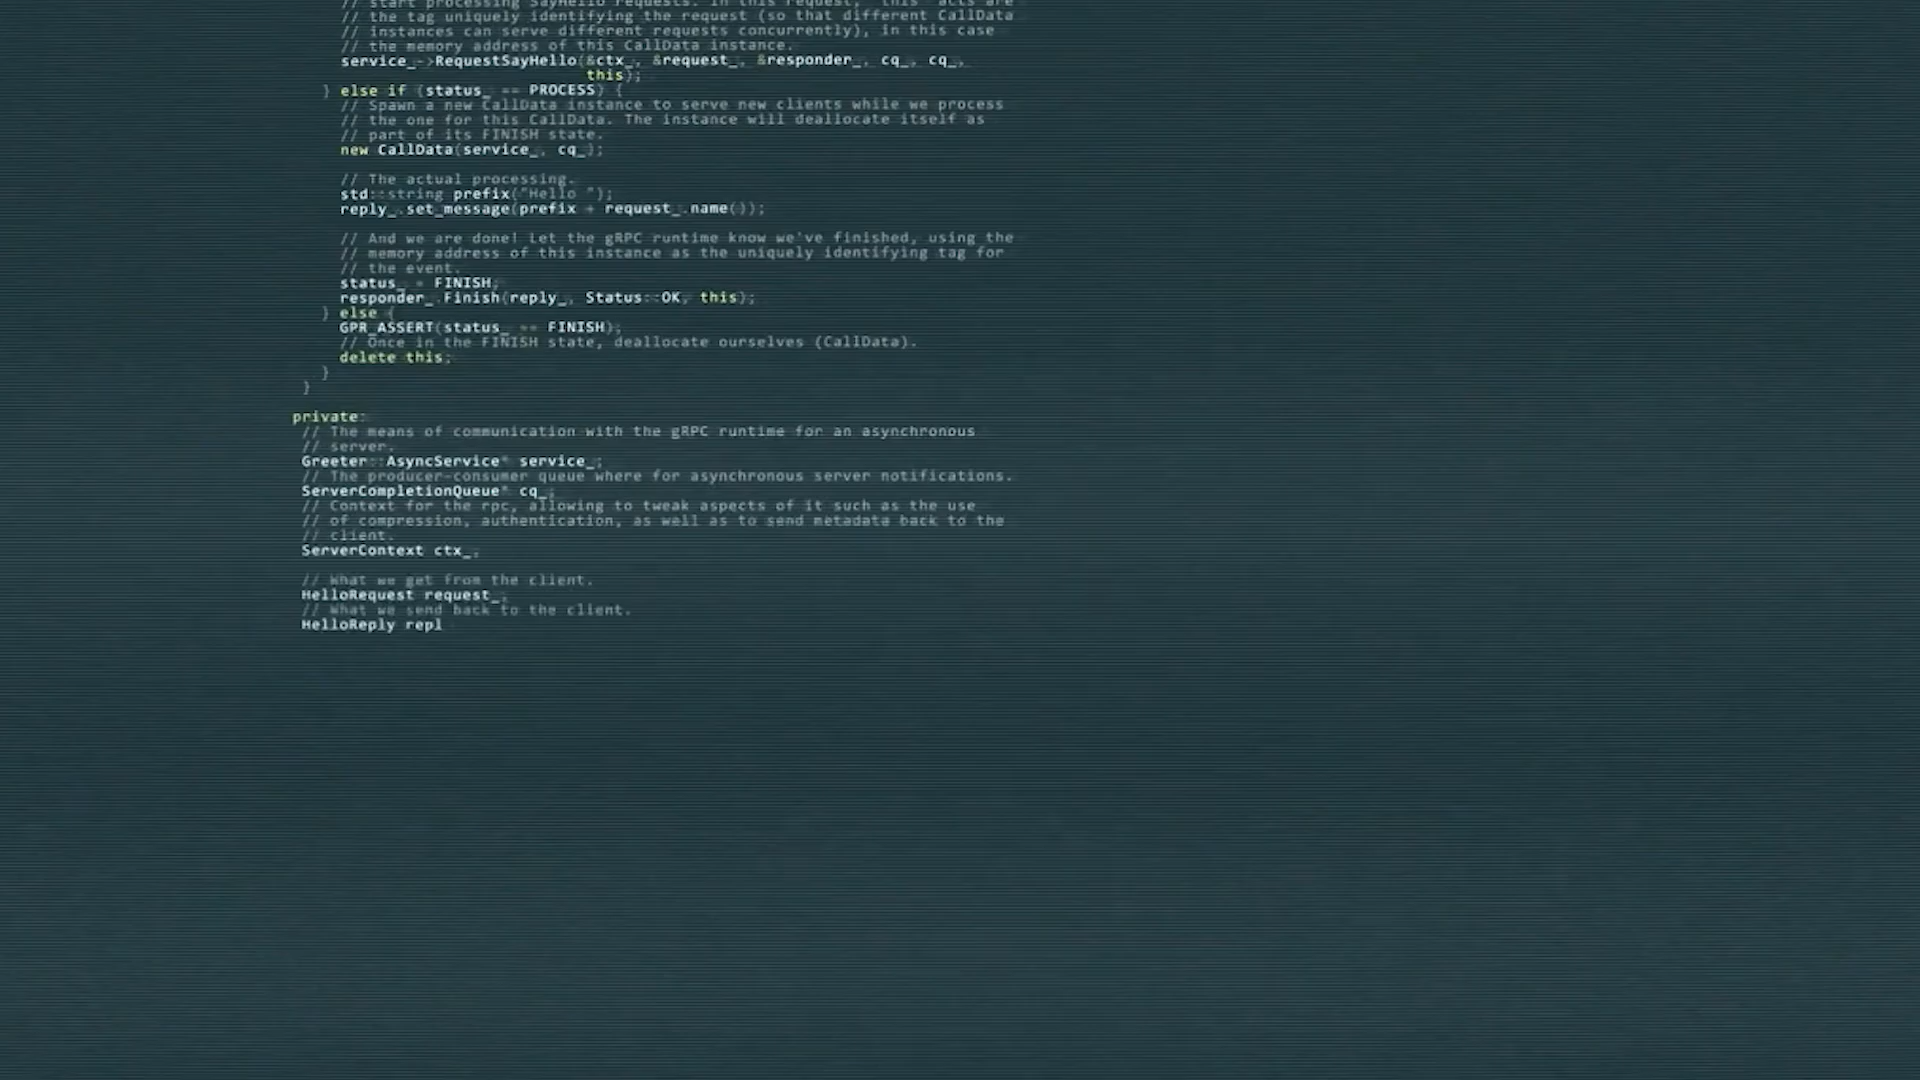 // start processing SayHello requests. In this request, "this" acts are
// the tag uniquely identifying the request (so that different CallData
// instances can serve different requests concurrently), in this case
// the memory address of this CallData instance.
service_->RequestSayHello(&ctx_, &request_, &responder_, cq_, cq_,
this);
} else if (status_ == PROCESS) {
// Spawn a new CallData instance to serve new clients while we process
// the one for this CallData. The instance will deallocate itself as
// part of its FINISH state.
new CallData(service_, cq_);
// The actual processing.
std::string prefix("Hello ");
reply_.set_message(prefix + request_.name());
// And we are done! Let the gRPC runtime know we've finished, using the
// memory address of this instance as the uniquely identifying tag for
// the event.
status_ = FINISH;
responder_.Finish(reply_, Status::OK, this);
} else {
GPR_ASSERT(status_ == FINISH);
// Once in the FINISH state, deallocate ourselves (CallData).
delete this;
}
}
private:
// The means of communication with the gRPC runtime for an asynchronous
// server.
Greeter::AsyncService* service_;
// The producer-consumer queue where for asynchronous server notifications.
ServerCompletionQueue* cq_;
// Context for the rpc, allowing to tweak aspects of it such as the use
// of compression, authentication, as well as to send metadata back to the
// client.
ServerContext ctx_;
// What we get from the client.
HelloRequest request_;
// What we send back to the client.
HelloReply repl